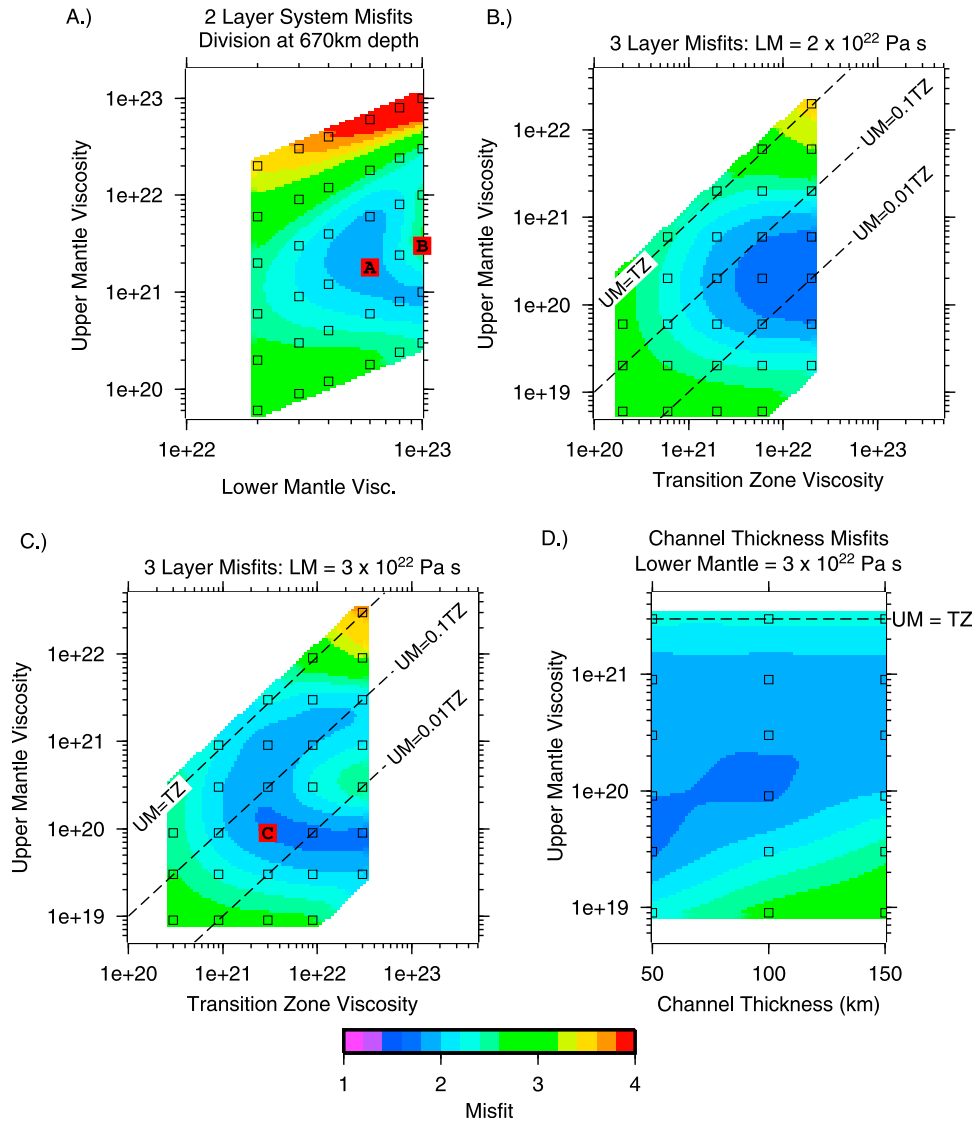 A.)
2 Layer System Misfits
Division at 670km depth
1e+23
1e+22
1e+21
1e+20
Upper Mantle Viscosity
A
B
1e+22
1e+23
Lower Mantle Visc.
B.)
3 Layer Misfits: LM = 2 x 10²² Pa s
1e+22
1e+21
1e+20
1e+19
Upper Mantle Viscosity
UM=TZ
UM=0.1TZ
UM=0.01TZ
1e+20
1e+21
1e+22
1e+23
Transition Zone Viscosity
C.)
3 Layer Misfits: LM = 3 x 10²² Pa s
1e+22
1e+21
1e+20
1e+19
Upper Mantle Viscosity
UM=TZ
UM=0.1TZ
UM=0.01TZ
C
1e+20
1e+21
1e+22
1e+23
Transition Zone Viscosity
D.)
Channel Thickness Misfits
Lower Mantle = 3 x 10²² Pa s
UM = TZ
1e+21
1e+20
1e+19
Upper Mantle Viscosity
50
100
150
Channel Thickness (km)
1
2
3
4
Misfit